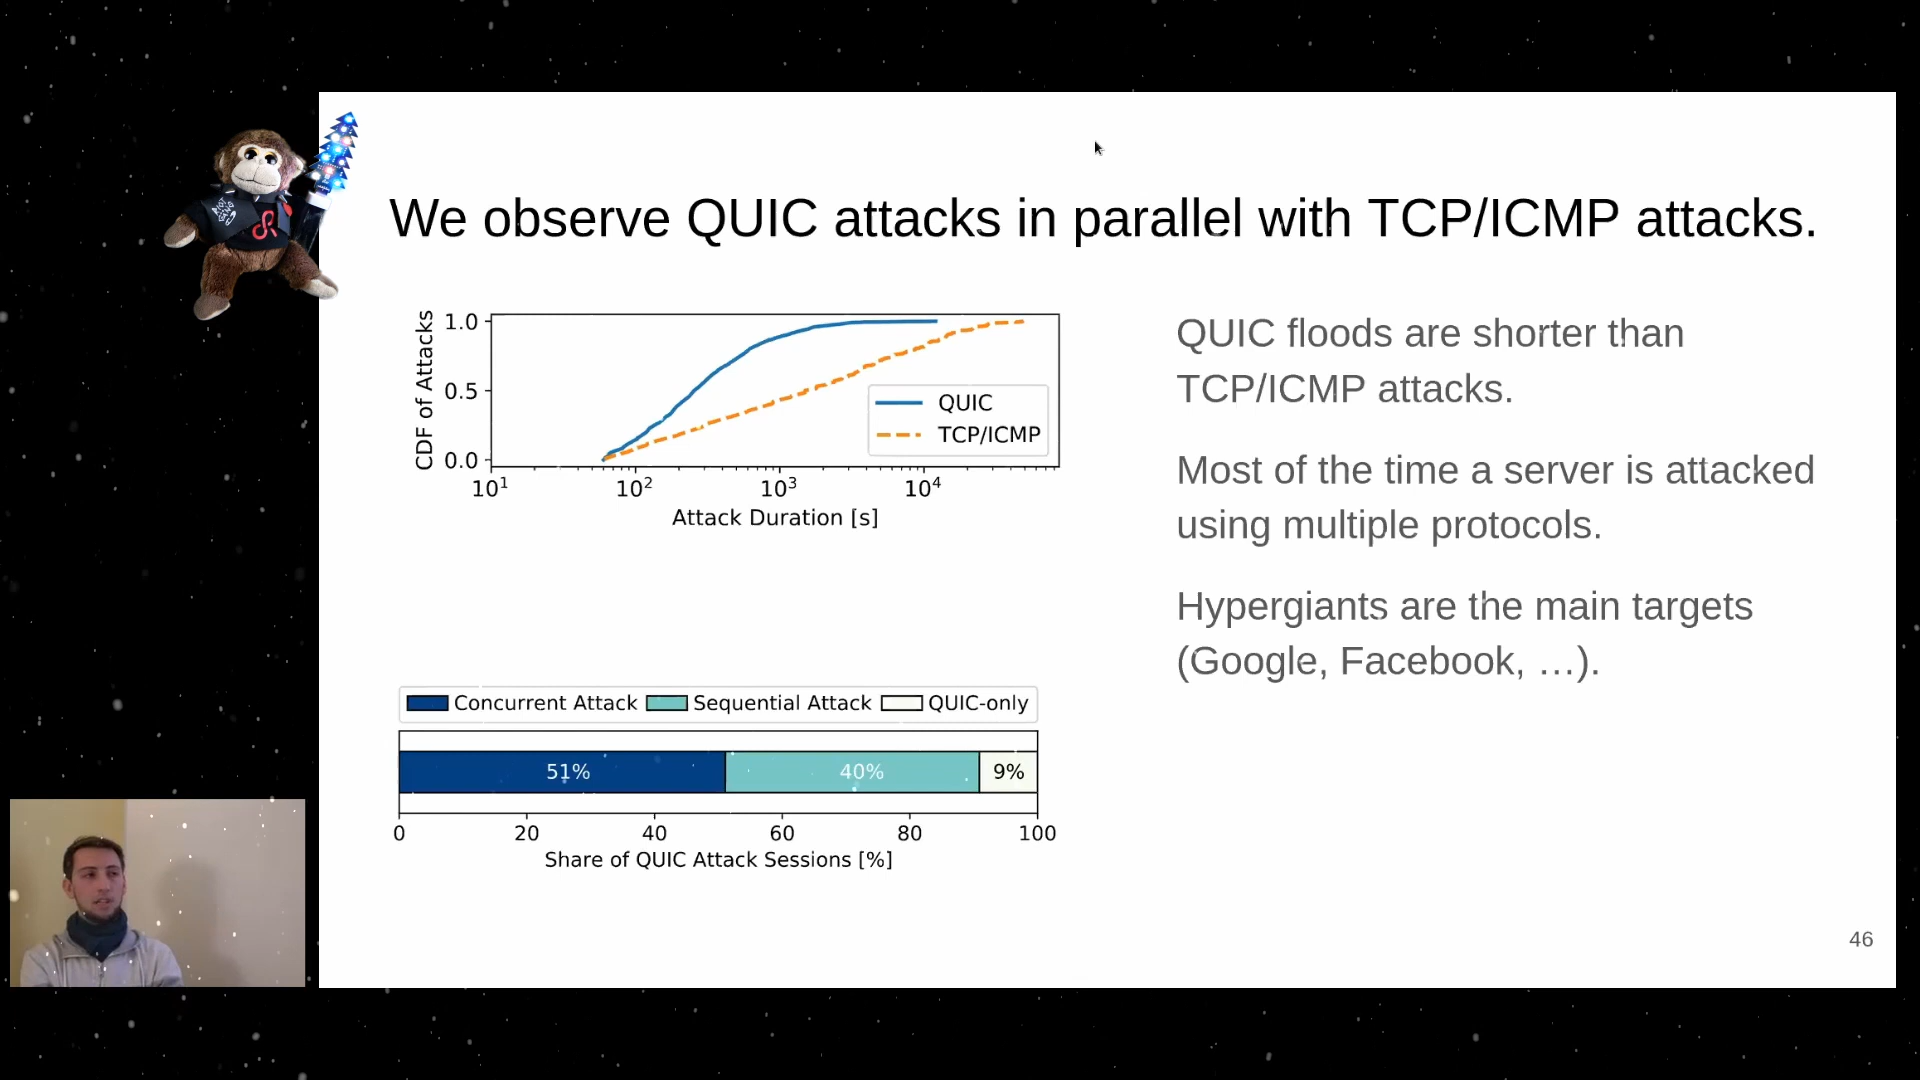 We observe QUIC attacks in parallel with TCP/ICMP attacks.
CDF of Attacks
1.0
0.5
0.0
QUIC
TCP/ICMP
10¹ 10² 10³ 10⁴
Attack Duration [s]
QUIC floods are shorter than
TCP/ICMP attacks.
Most of the time a server is attacked
using multiple protocols.
Hypergiants are the main targets
(Google, Facebook, …).
Concurrent Attack Sequential Attack QUIC-only
51% 40% 9%
0 20 40 60 80 100
Share of QUIC Attack Sessions [%]
46